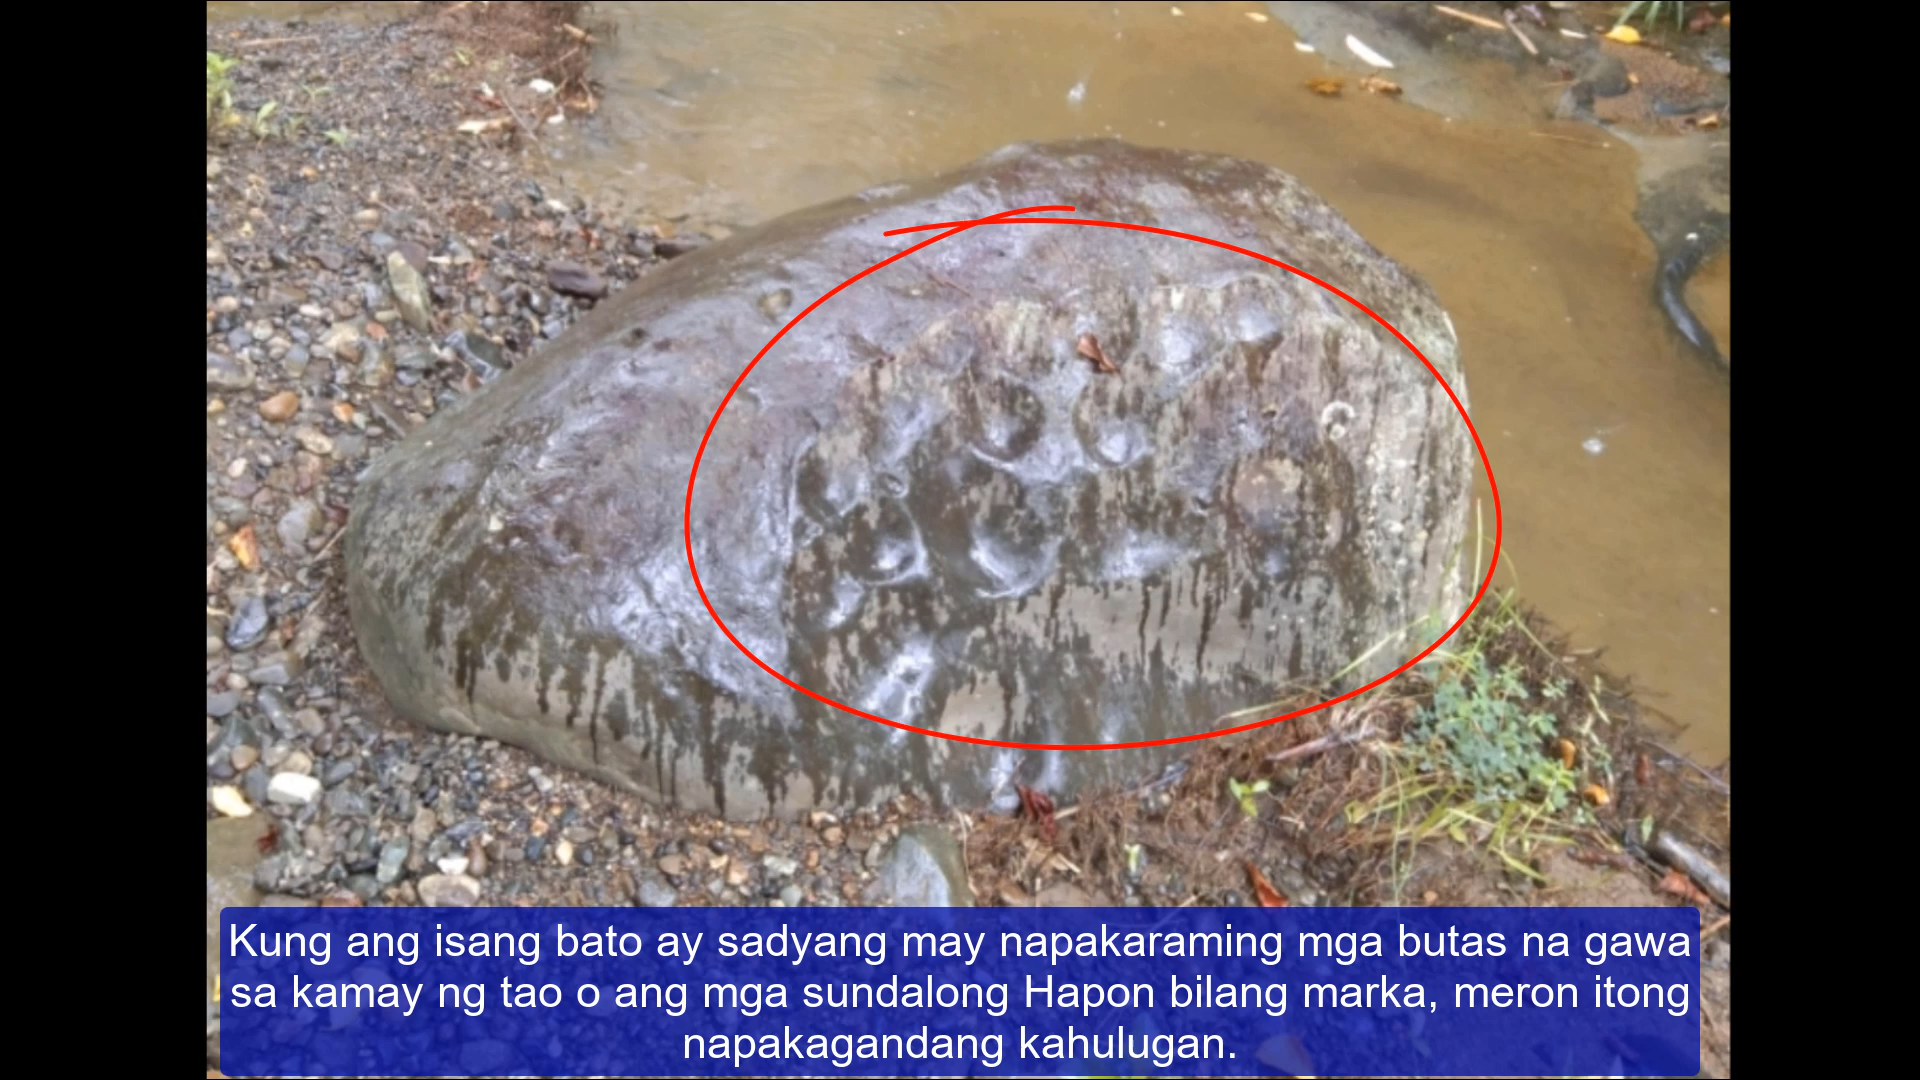 Kung ang isang bato ay sadyang may napakaraming mga butas na gawa
sa kamay ng tao o ang mga sundalong Hapon bilang marka, meron itong
napakagandang kahulugan.